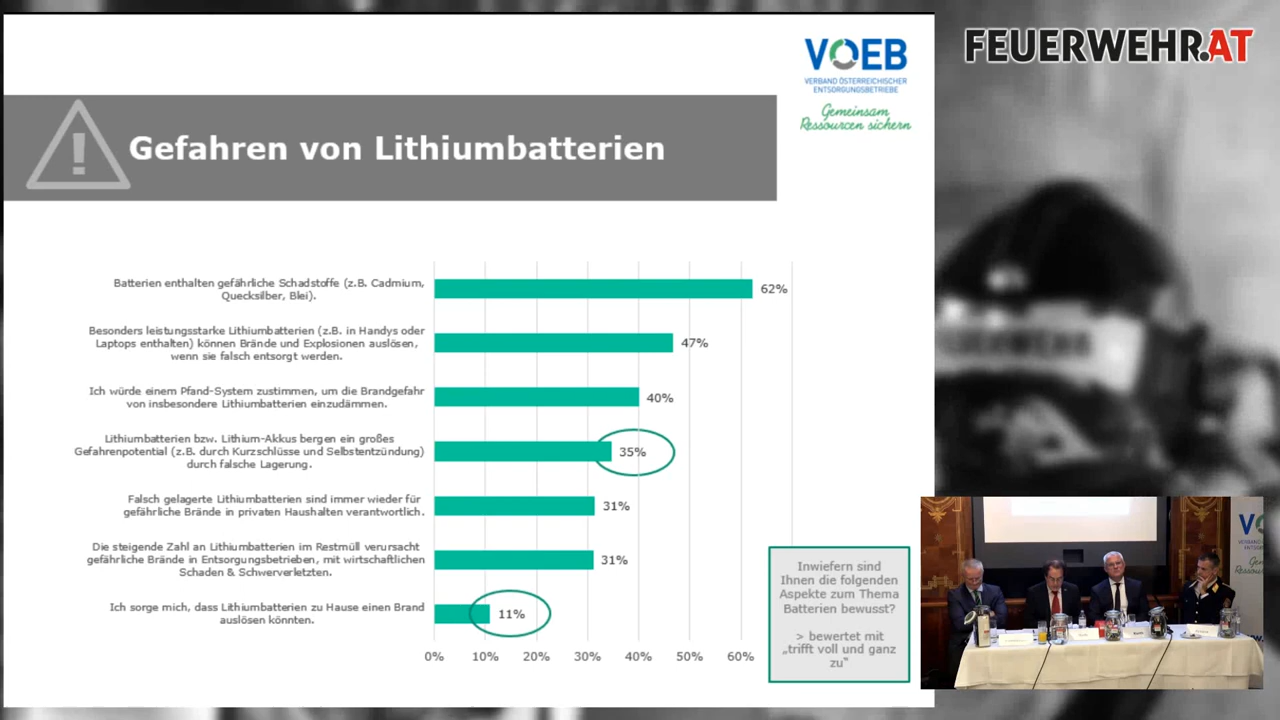 FEUERWEHR.AT
VOEB
VERBAND ÖSTERREICHISCHER
ENTSORGUNGSBETRIEBE
Gemeinsam
Ressourcen sichern
Gefahren von Lithiumbatterien
Batterien enthalten gefährliche Schadstoffe (z.B. Cadmium,
Quecksilber, Blei).
62%
Besonders leistungsstarke Lithiumbatterien (z.B. in Handys oder
Laptops enthalten) können Brände und Explosionen auslösen,
wenn sie falsch entsorgt werden.
47%
Ich würde einem Pfand-System zustimmen, um die Brandgefahr
von insbesondere Lithiumbatterien einzudämmen.
40%
Lithiumbatterien bzw. Lithium-Akkus bergen ein großes
Gefahrenpotential (z.B. durch Kurzschlüsse und Selbstentzündung)
durch falsche Lagerung.
35%
Falsch gelagerte Lithiumbatterien sind immer wieder für
gefährliche Brände in privaten Haushalten verantwortlich.
31%
Die steigende Zahl an Lithiumbatterien im Restmüll verursacht
gefährliche Brände in Entsorgungsbetrieben, mit wirtschaftlichen
Schaden & Schwerverletzten.
31%
Ich sorge mich, dass Lithiumbatterien zu Hause einen Brand
auslösen könnten.
11%
0% 10% 20% 30% 40% 50% 60%
Inwiefern sind
Ihnen die folgenden
Aspekte zum Thema
Batterien bewusst?
> bewertet mit
„trifft voll und ganz
zu“